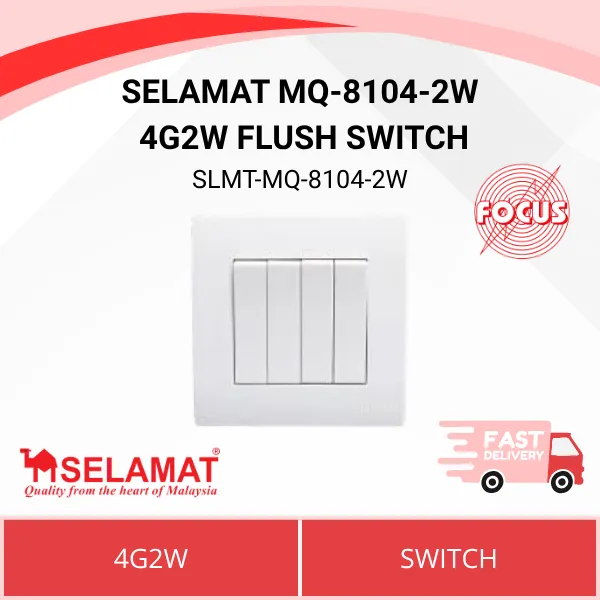 SELAMAT MQ-8104-2W
4G2W FLUSH SWITCH
SLMT-MQ-8104-2W
FOCUS
SELAMAT®
Quality from the heart of Malaysia
FAST
DELIVERY
4G2W
SWITCH